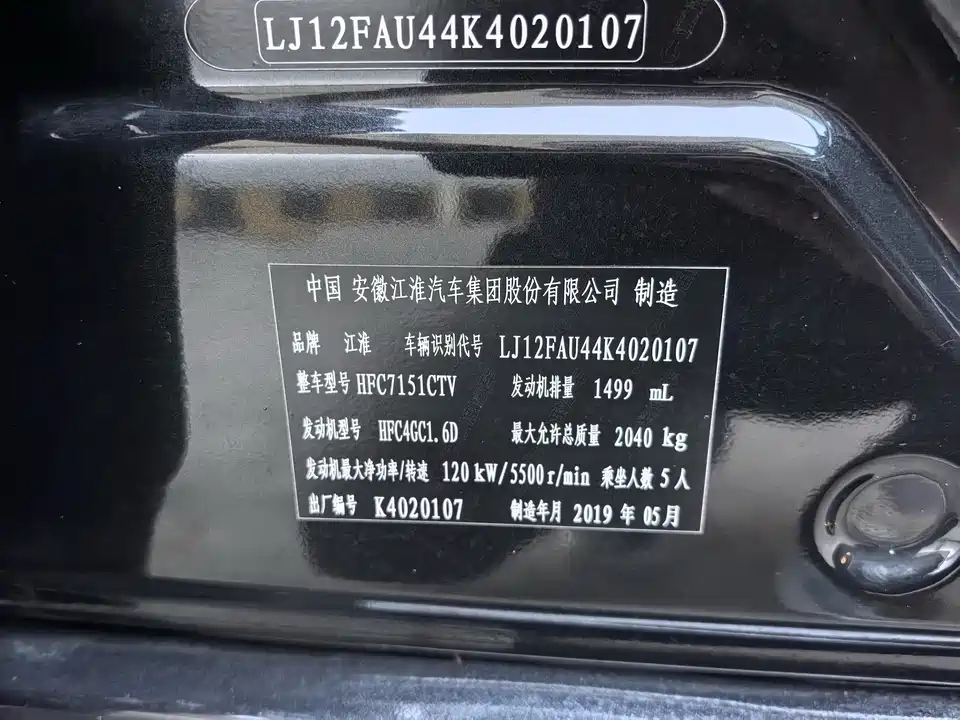 LJ12FAU44K4020107
中国 安徽江淮汽车集团股份有限公司 制造
品牌 江淮 车辆识别代号 LJ12FAU44K4020107
整车型号 HFC7151CTV 发动机排量 1499 mL
发动机型号 HFC4GC1.6D 最大允许总质量 2040 kg
发动机最大净功率/转速 120 kW/5500 r/min 乘坐人数 5 人
出厂编号 K4020107 制造年月 2019 年 05 月